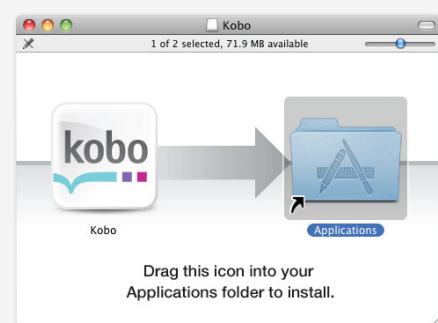 Kobo
1 of 2 selected, 71.9 MB available
kobo
Kobo
Applications
Drag this icon into your
Applications folder to install.